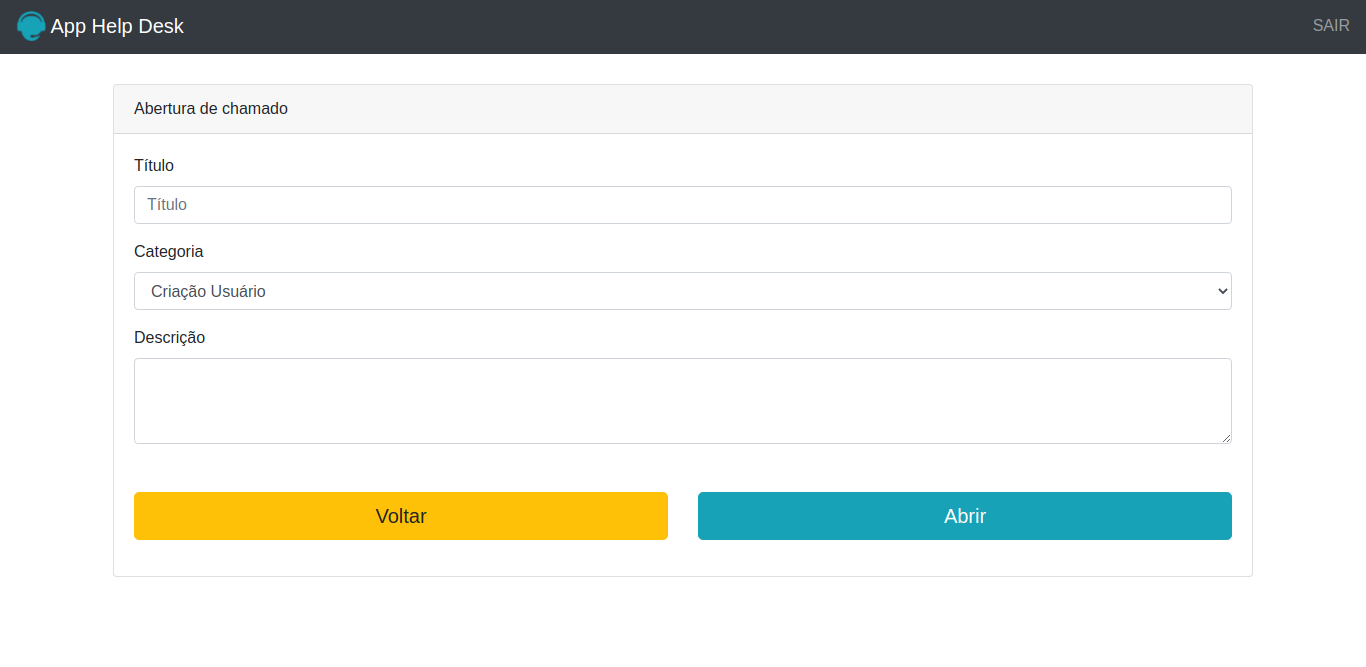 App Help Desk
SAIR
Abertura de chamado
Título
Título
Categoria
Criação Usuário
Descrição
Voltar
Abrir